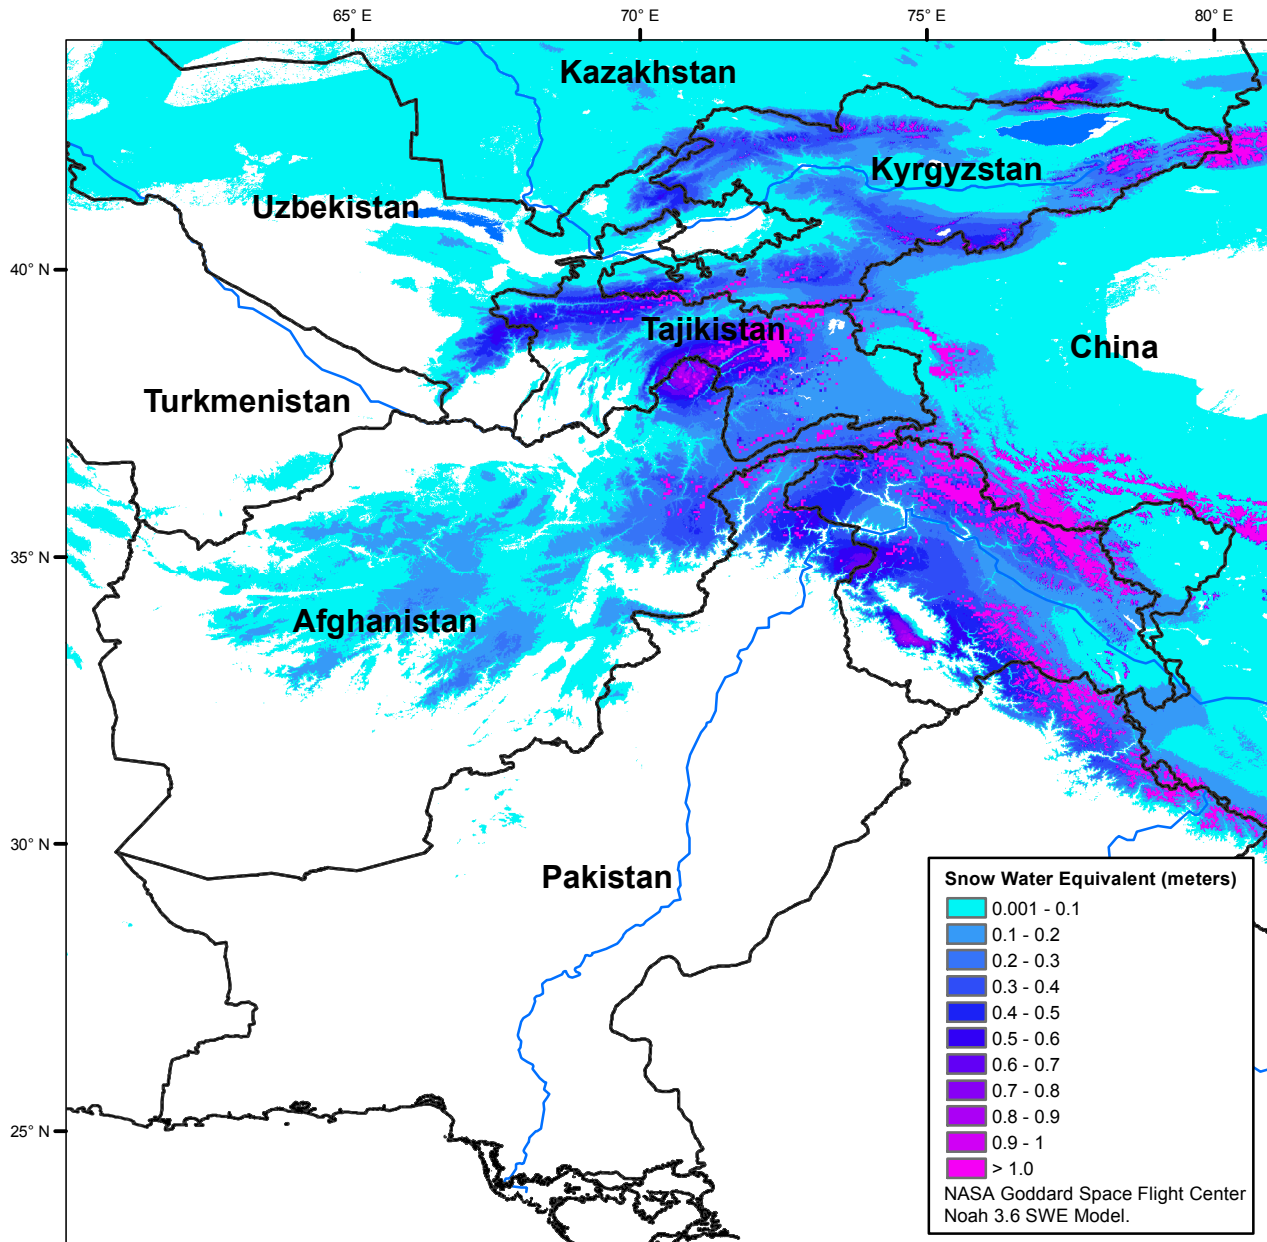 65° E
70° E
75° E
80° E
Kazakhstan
Kyrgyzstan
Uzbekistan
40° N
Tajikistan
China
Turkmenistan
35° N
Afghanistan
30° N
Pakistan
25° N
Snow Water Equivalent (meters)
0.001 - 0.1
0.1 - 0.2
0.2 - 0.3
0.3 - 0.4
0.4 - 0.5
0.5 - 0.6
0.6 - 0.7
0.7 - 0.8
0.8 - 0.9
0.9 - 1
> 1.0
NASA Goddard Space Flight Center
Noah 3.6 SWE Model.